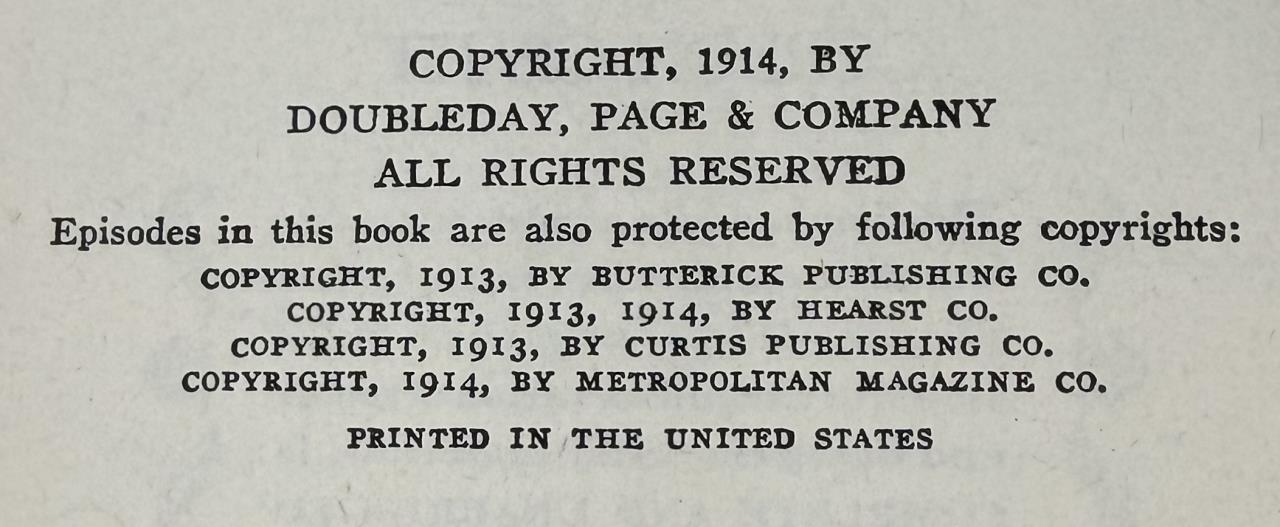 COPYRIGHT, 1914, BY
DOUBLEDAY, PAGE & COMPANY
ALL RIGHTS RESERVED
Episodes in this book are also protected by following copyrights:
COPYRIGHT, 1913, BY BUTTERICK PUBLISHING CO.
COPYRIGHT, 1913, 1914, BY HEARST CO.
COPYRIGHT, 1913, BY CURTIS PUBLISHING CO.
COPYRIGHT, 1914, BY METROPOLITAN MAGAZINE CO.
PRINTED IN THE UNITED STATES